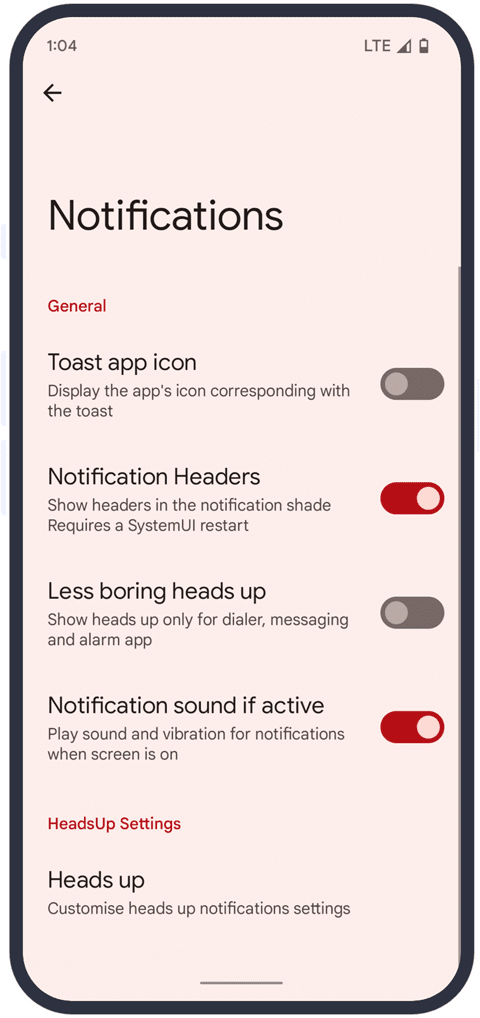 1:04 LTE
Notifications
General
Toast app icon
Display the app's icon corresponding with
the toast
Notification Headers
Show headers in the notification shade
Requires a SystemUI restart
Less boring heads up
Show heads up only for dialer, messaging
and alarm app
Notification sound if active
Play sound and vibration for notifications
when screen is on
HeadsUp Settings
Heads up
Customise heads up notifications settings